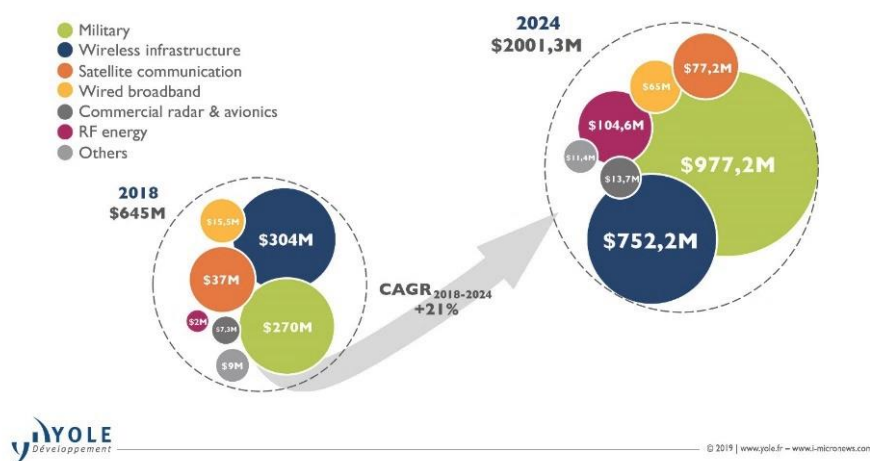 Military
Wireless infrastructure
Satellite communication
Wired broadband
Commercial radar & avionics
RF energy
Others
2018
$645M
$15,5M
$304M
$37M
$2M
$7,3M
$270M
$9M
CAGR2018-2024
+21%
2024
$2001,3M
$77,2M
$65M
$104,6M
$11,4M
$13,7M
$977,2M
$752,2M
YOLE
Développement
© 2019 | www.yole.fr – www.i-micronews.com